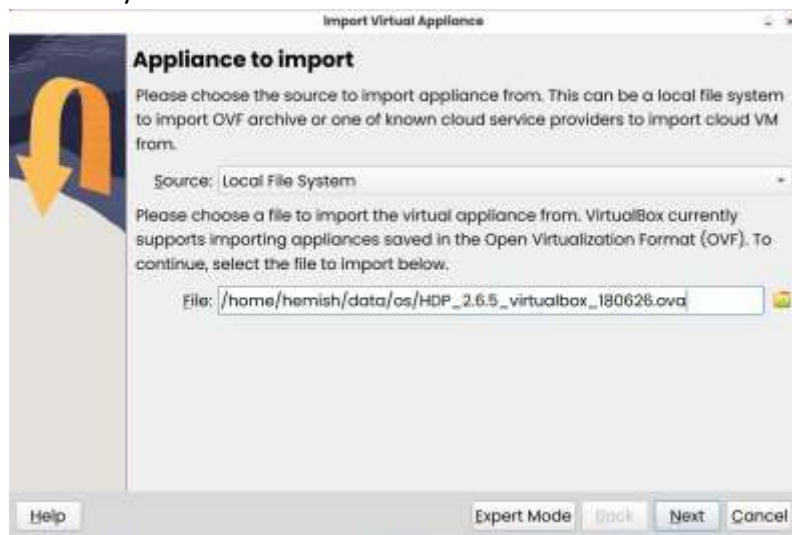 Import Virtual Appliance
Appliance to import
Please choose the source to import appliance from. This can be a local file system
to import OVF archive or one of known cloud service providers to import cloud VM
from.
Source: Local File System
Please choose a file to import the virtual appliance from. VirtualBox currently
supports importing appliances saved in the Open Virtualization Format (OVF). To
continue, select the file to import below.
File: /home/hemish/data/os/HDP_2.6.5_virtualbox_180626.ova
Help Expert Mode Back Next Cancel